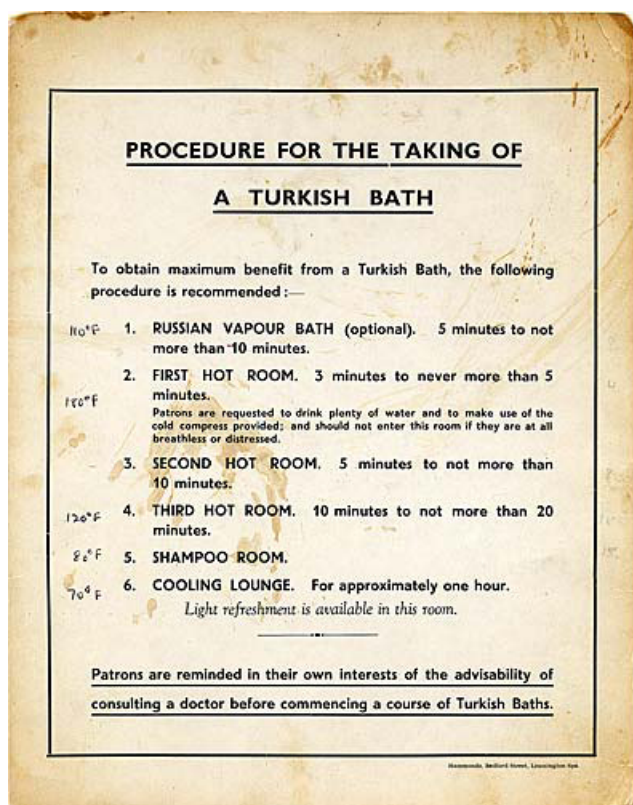 PROCEDURE FOR THE TAKING OF
A TURKISH BATH
To obtain maximum benefit from a Turkish Bath, the following
procedure is recommended :—
110°F 1. RUSSIAN VAPOUR BATH (optional). 5 minutes to not
more than 10 minutes.
2. FIRST HOT ROOM. 3 minutes to never more than 5
180°F minutes.
Patrons are requested to drink plenty of water and to make use of the
cold compress provided; and should not enter this room if they are at all
breathless or distressed.
3. SECOND HOT ROOM. 5 minutes to not more than
10 minutes.
120°F 4. THIRD HOT ROOM. 10 minutes to not more than 20
minutes.
80°F 5. SHAMPOO ROOM.
70°F 6. COOLING LOUNGE. For approximately one hour.
Light refreshment is available in this room.
Patrons are reminded in their own interests of the advisability of
consulting a doctor before commencing a course of Turkish Baths.
Hammonds, Bedford Street, Leamington Spa.